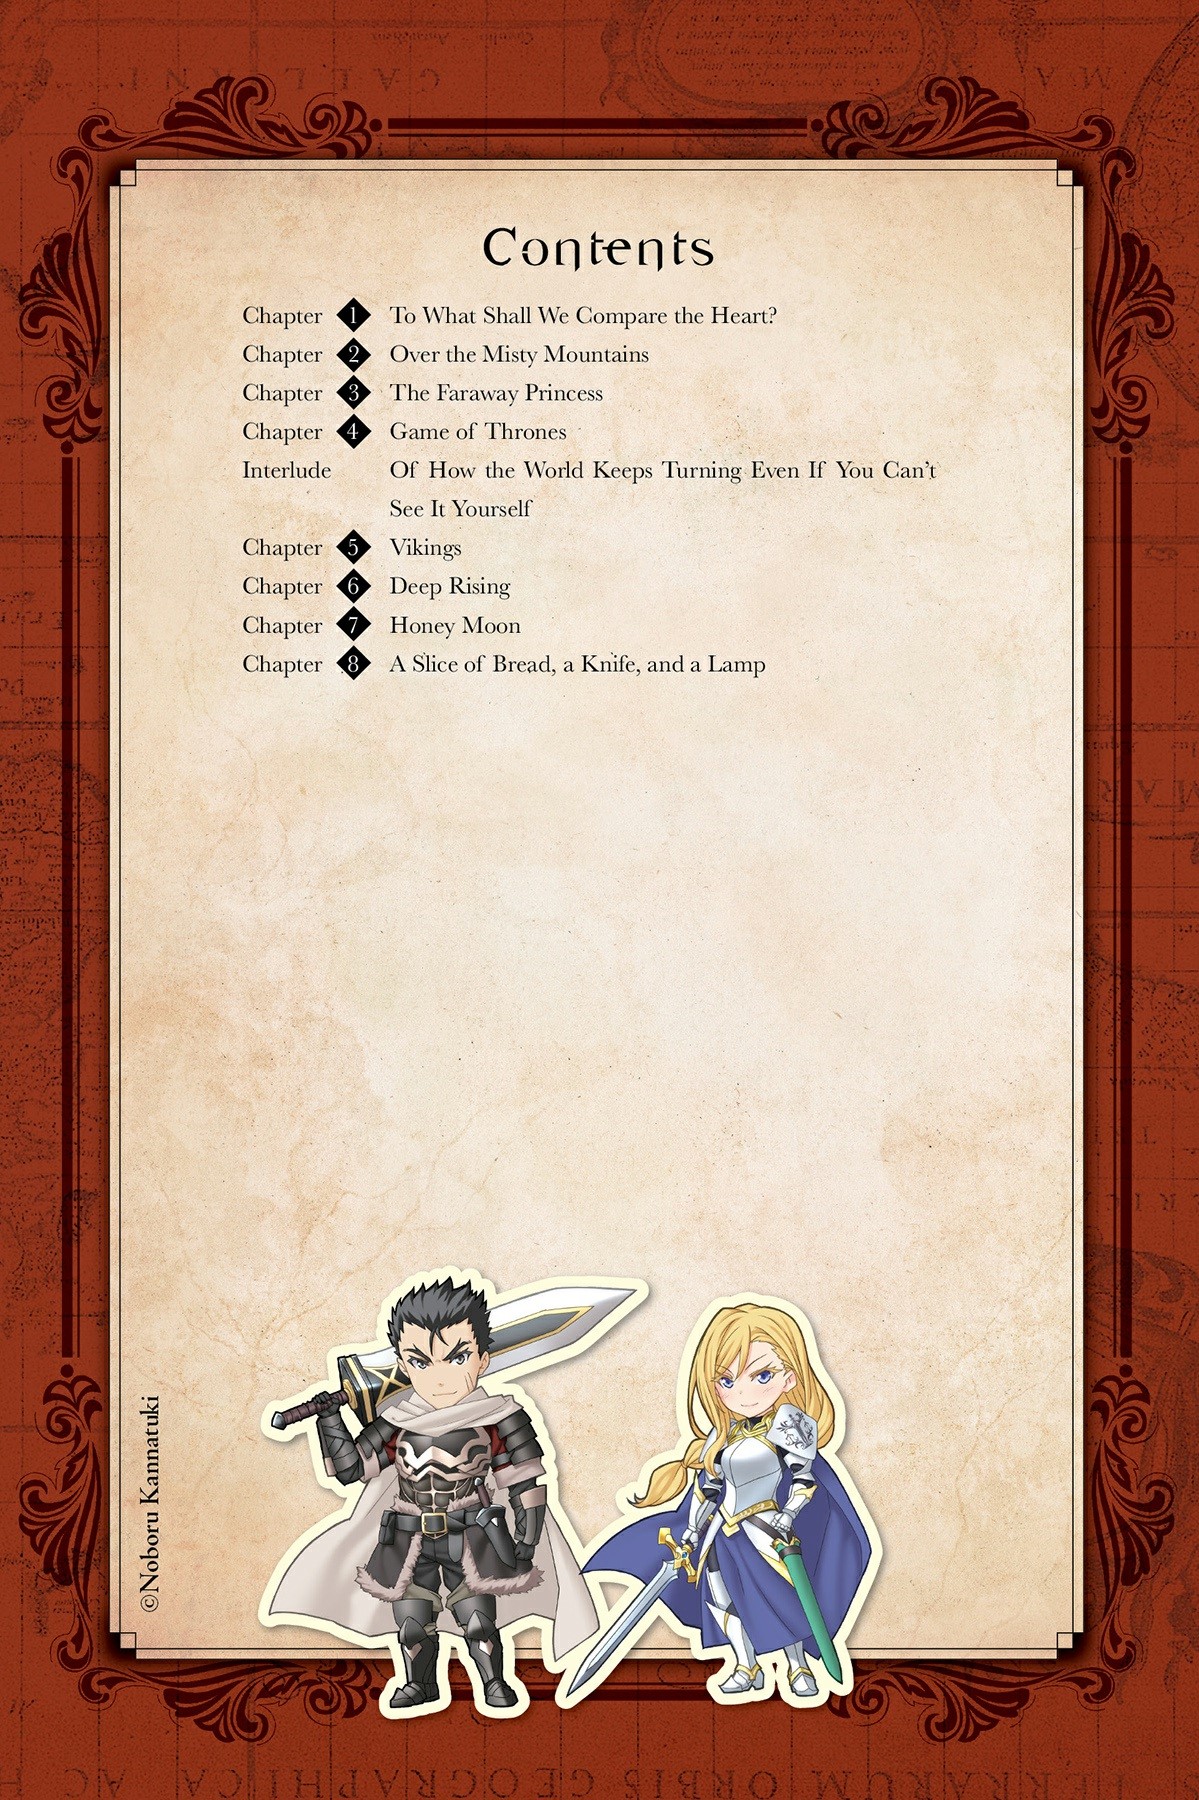 Contents
Chapter 1 To What Shall We Compare the Heart?
Chapter 2 Over the Misty Mountains
Chapter 3 The Faraway Princess
Chapter 4 Game of Thrones
Interlude Of How the World Keeps Turning Even If You Can't
See It Yourself
Chapter 5 Vikings
Chapter 6 Deep Rising
Chapter 7 Honey Moon
Chapter 8 A Slice of Bread, a Knife, and a Lamp
©Noboru Kannatuki
ORBIS GEOGRAPHICA